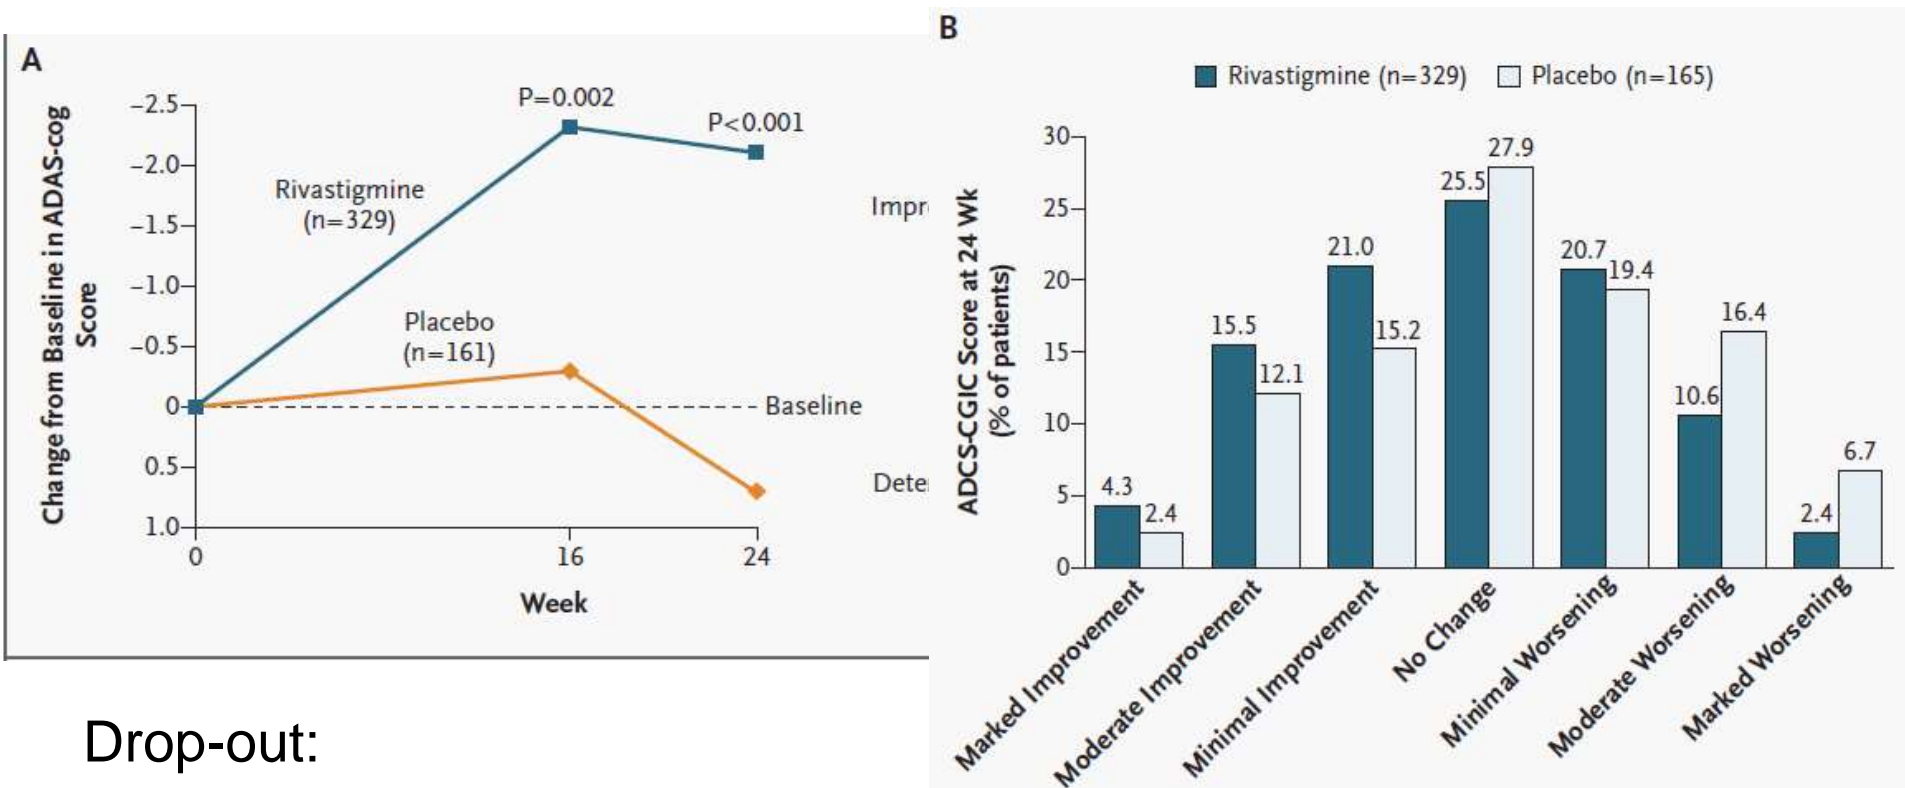 A
Change from Baseline in ADAS-cog
Score
−2.5
−2.0
−1.5
−1.0
−0.5
0
0.5
1.0
P=0.002
P<0.001
Rivastigmine
(n=329)
Placebo
(n=161)
Baseline
Impr
Dete
0
16
24
Week
B
Rivastigmine (n=329)
Placebo (n=165)
ADCS-CGIC Score at 24 Wk
(% of patients)
30
25
20
15
10
5
0
4.3
2.4
15.5
12.1
21.0
15.2
25.5
27.9
20.7
19.4
10.6
16.4
2.4
6.7
Marked Improvement
Moderate Improvement
Minimal Improvement
No Change
Minimal Worsening
Moderate Worsening
Marked Worsening
Drop-out: